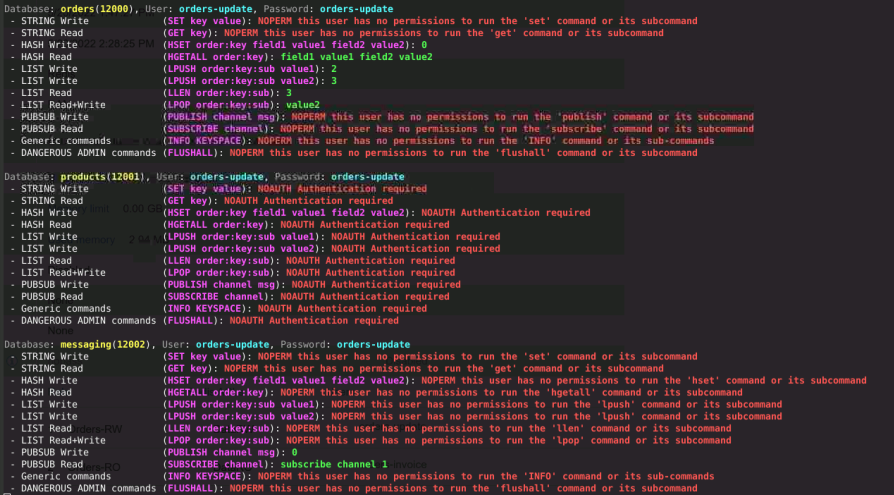 Database: orders(12000), User: orders-update, Password: orders-update
- STRING Write (SET key value): NOPERM this user has no permissions to run the 'set' command or its subcommand
- STRING Read (GET key): NOPERM this user has no permissions to run the 'get' command or its subcommand
- HASH Write (HSET order:key field1 value1 field2 value2): 0
- HASH Read (HGETALL order:key): field1 value1 field2 value2
- LIST Write (LPUSH order:key:sub value1): 2
- LIST Write (LPUSH order:key:sub value2): 3
- LIST Read (LLEN order:key:sub): 3
- LIST Read+Write (LPOP order:key:sub): value2
- PUBSUB Write (PUBLISH channel msg): NOPERM this user has no permissions to run the 'publish' command or its subcommand
- PUBSUB Read (SUBSCRIBE channel): NOPERM this user has no permissions to run the 'subscribe' command or its subcommand
- Generic commands (INFO KEYSPACE): NOPERM this user has no permissions to run the 'INFO' command or its sub-commands
- DANGEROUS ADMIN commands (FLUSHALL): NOPERM this user has no permissions to run the 'flushall' command or its subcommand
Database: products(12001), User: orders-update, Password: orders-update
- STRING Write (SET key value): NOAUTH Authentication required
- STRING Read (GET key): NOAUTH Authentication required
- HASH Write (HSET order:key field1 value1 field2 value2): NOAUTH Authentication required
- HASH Read (HGETALL order:key): NOAUTH Authentication required
- LIST Write (LPUSH order:key:sub value1): NOAUTH Authentication required
- LIST Write (LPUSH order:key:sub value2): NOAUTH Authentication required
- LIST Read (LLEN order:key:sub): NOAUTH Authentication required
- LIST Read+Write (LPOP order:key:sub): NOAUTH Authentication required
- PUBSUB Write (PUBLISH channel msg): NOAUTH Authentication required
- PUBSUB Read (SUBSCRIBE channel): NOAUTH Authentication required
- Generic commands (INFO KEYSPACE): NOAUTH Authentication required
- DANGEROUS ADMIN commands (FLUSHALL): NOAUTH Authentication required
None
Database: messaging(12002), User: orders-update, Password: orders-update
- STRING Write (SET key value): NOPERM this user has no permissions to run the 'set' command or its subcommand
- STRING Read (GET key): NOPERM this user has no permissions to run the 'get' command or its subcommand
- HASH Write (HSET order:key field1 value1 field2 value2): NOPERM this user has no permissions to run the 'hset' command or its subcommand
- HASH Read (HGETALL order:key): NOPERM this user has no permissions to run the 'hgetall' command or its subcommand
- LIST Write (LPUSH order:key:sub value1): NOPERM this user has no permissions to run the 'lpush' command or its subcommand
- LIST Write (LPUSH order:key:sub value2): NOPERM this user has no permissions to run the 'lpush' command or its subcommand
- LIST Read (LLEN order:key:sub): NOPERM this user has no permissions to run the 'llen' command or its subcommand
- LIST Read+Write (LPOP order:key:sub): NOPERM this user has no permissions to run the 'lpop' command or its subcommand
- PUBSUB Write (PUBLISH channel msg): 0
- PUBSUB Read (SUBSCRIBE channel): subscribe channel 1
- Generic commands (INFO KEYSPACE): NOPERM this user has no permissions to run the 'INFO' command or its sub-commands
- DANGEROUS ADMIN commands (FLUSHALL): NOPERM this user has no permissions to run the 'flushall' command or its subcommand